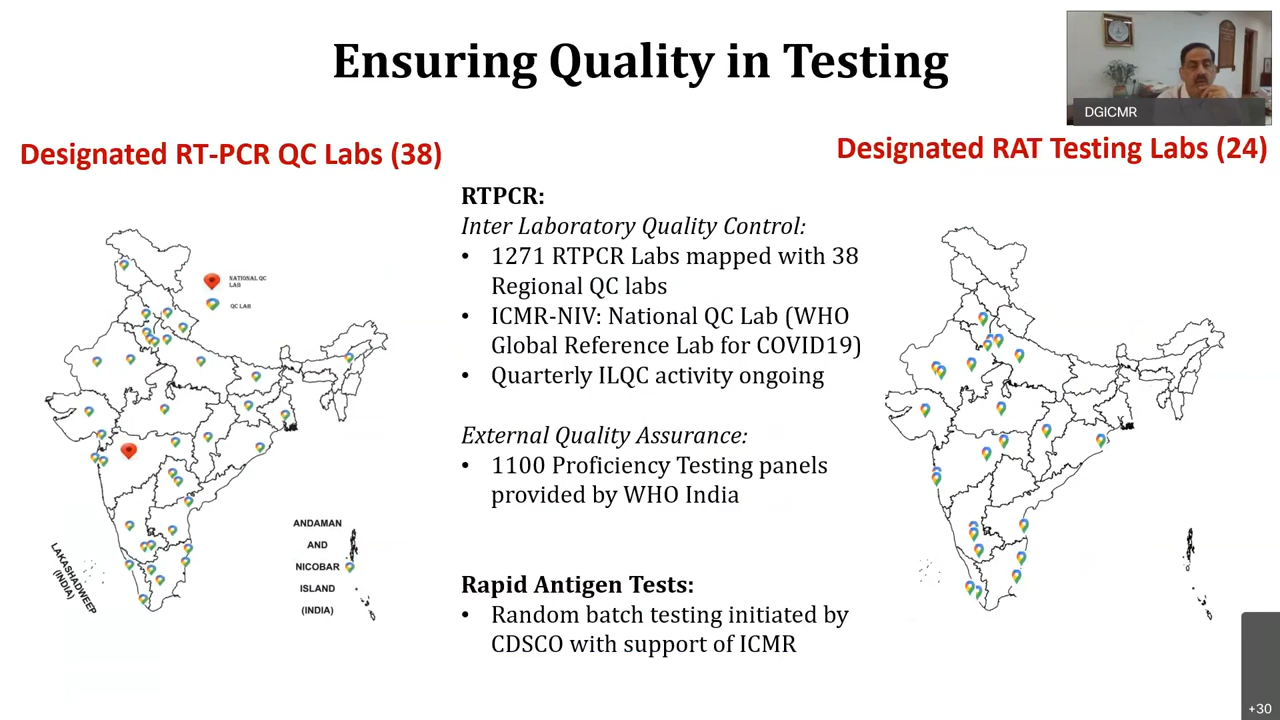 Ensuring Quality in Testing
DGICMR
Designated RT-PCR QC Labs (38)
Designated RAT Testing Labs (24)
NATIONAL QC
LAB
QC LAB
LAKASHADWEEP
(INDIA)
ANDAMAN
AND
NICOBAR
ISLAND
(INDIA)
RTPCR:
Inter Laboratory Quality Control:
• 1271 RTPCR Labs mapped with 38
Regional QC labs
• ICMR-NIV: National QC Lab (WHO
Global Reference Lab for COVID19)
• Quarterly ILQC activity ongoing
External Quality Assurance:
• 1100 Proficiency Testing panels
provided by WHO India
Rapid Antigen Tests:
• Random batch testing initiated by
CDSCO with support of ICMR
+30